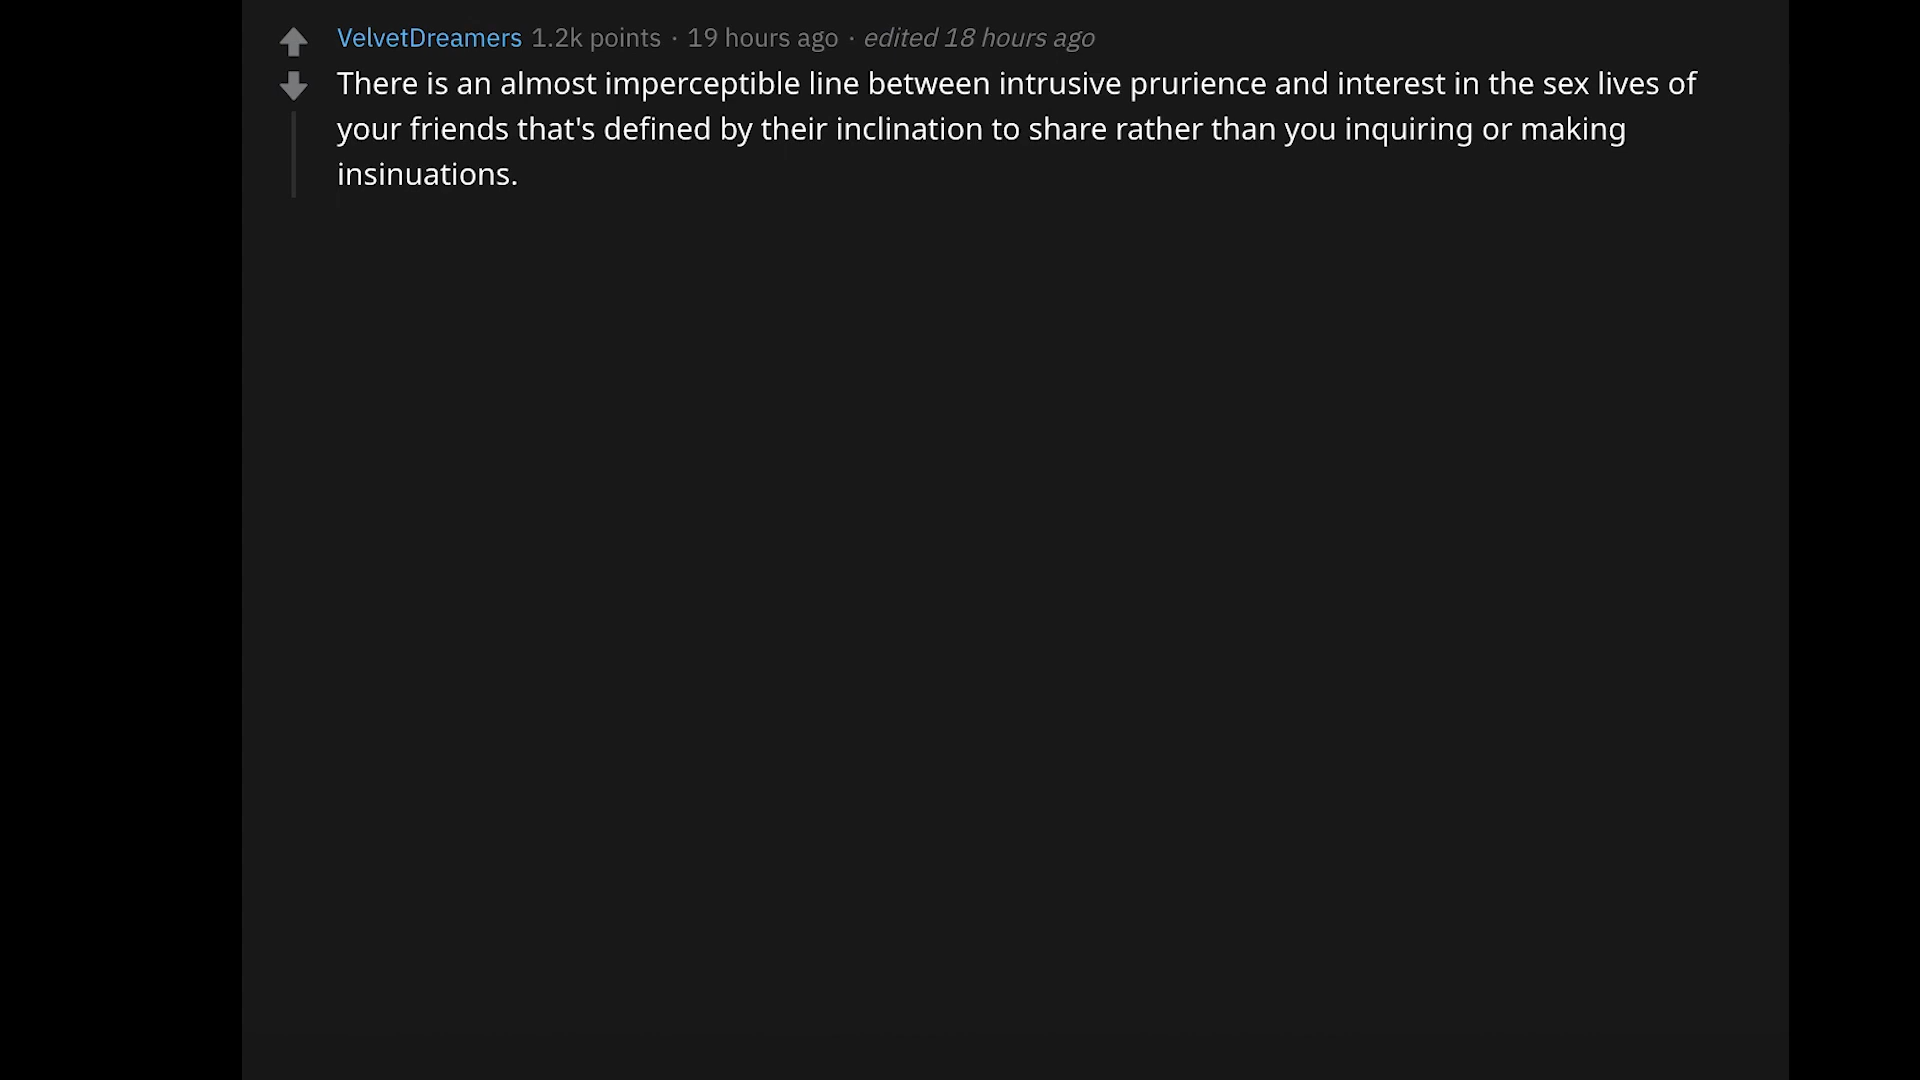 VelvetDreamers 1.2k points · 19 hours ago · edited 18 hours ago
There is an almost imperceptible line between intrusive prurience and interest in the sex lives of
your friends that's defined by their inclination to share rather than you inquiring or making
insinuations.